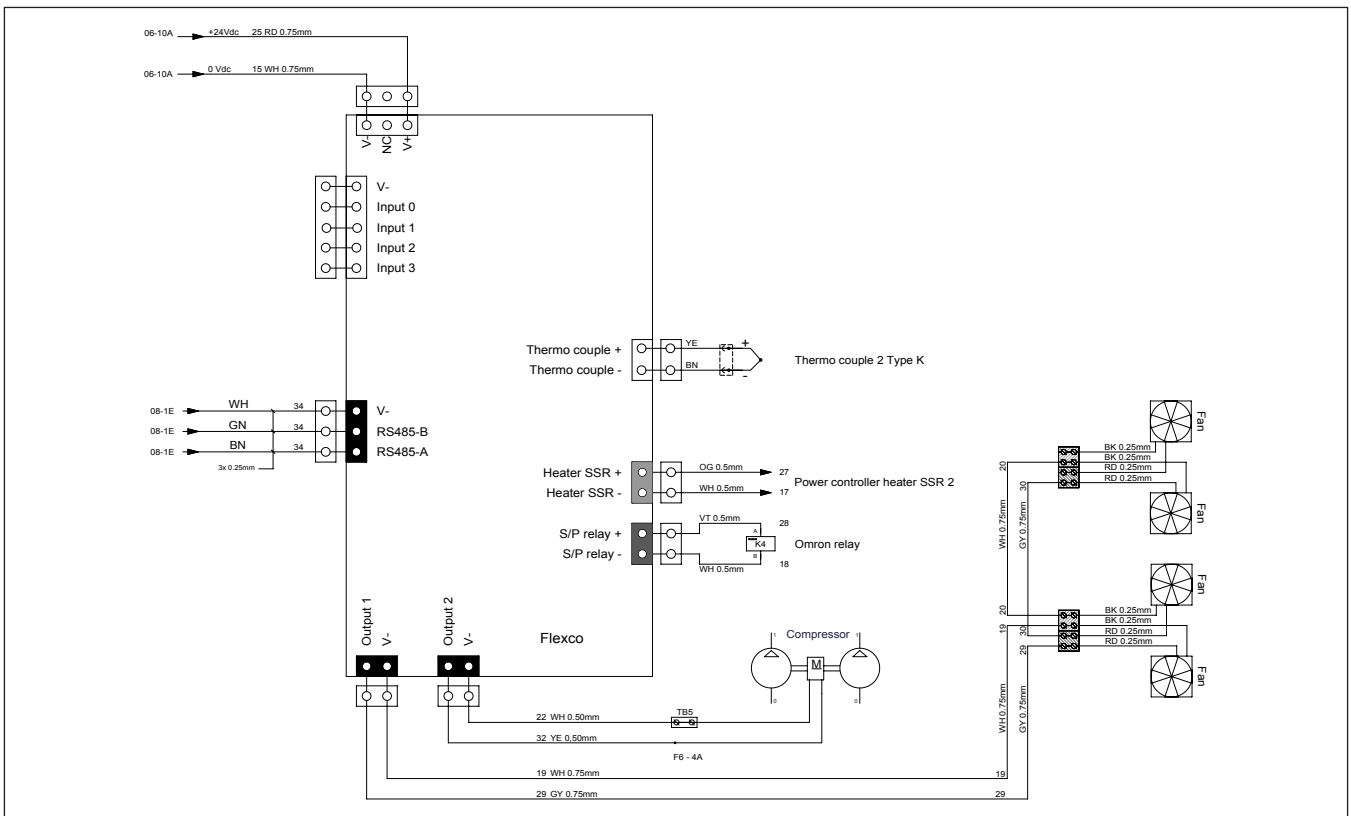 06-10A +24Vdc 25 RD 0.75mm
06-10A 0 Vdc 15 WH 0.75mm
V-
NC
V+
V-
Input 0
Input 1
Input 2
Input 3
Thermo couple + YE +
Thermo couple - BN -
Thermo couple 2 Type K
08-1E WH 34 V-
08-1E GN 34 RS485-B
08-1E BN 34 RS485-A
3x 0.25mm
Heater SSR + OG 0.5mm 27
Heater SSR - WH 0.5mm 17
Power controller heater SSR 2
S/P relay + VT 0.5mm 28
A
K4
B
Omron relay
S/P relay - WH 0.5mm 18
Output 1
V-
Output 2
V-
Flexco
1 Compressor 1
M
0 0
22 WH 0.50mm TB5
32 YE 0,50mm
F6 - 4A
19 WH 0.75mm 19
29 GY 0.75mm 29
Fan
BK 0.25mm
BK 0.25mm
RD 0.25mm
RD 0.25mm
20
30
Fan
WH 0.75mm
GY 0.75mm
Fan
20
19
30
29
BK 0.25mm
BK 0.25mm
RD 0.25mm
RD 0.25mm
Fan
WH 0.75mm
GY 0.75mm